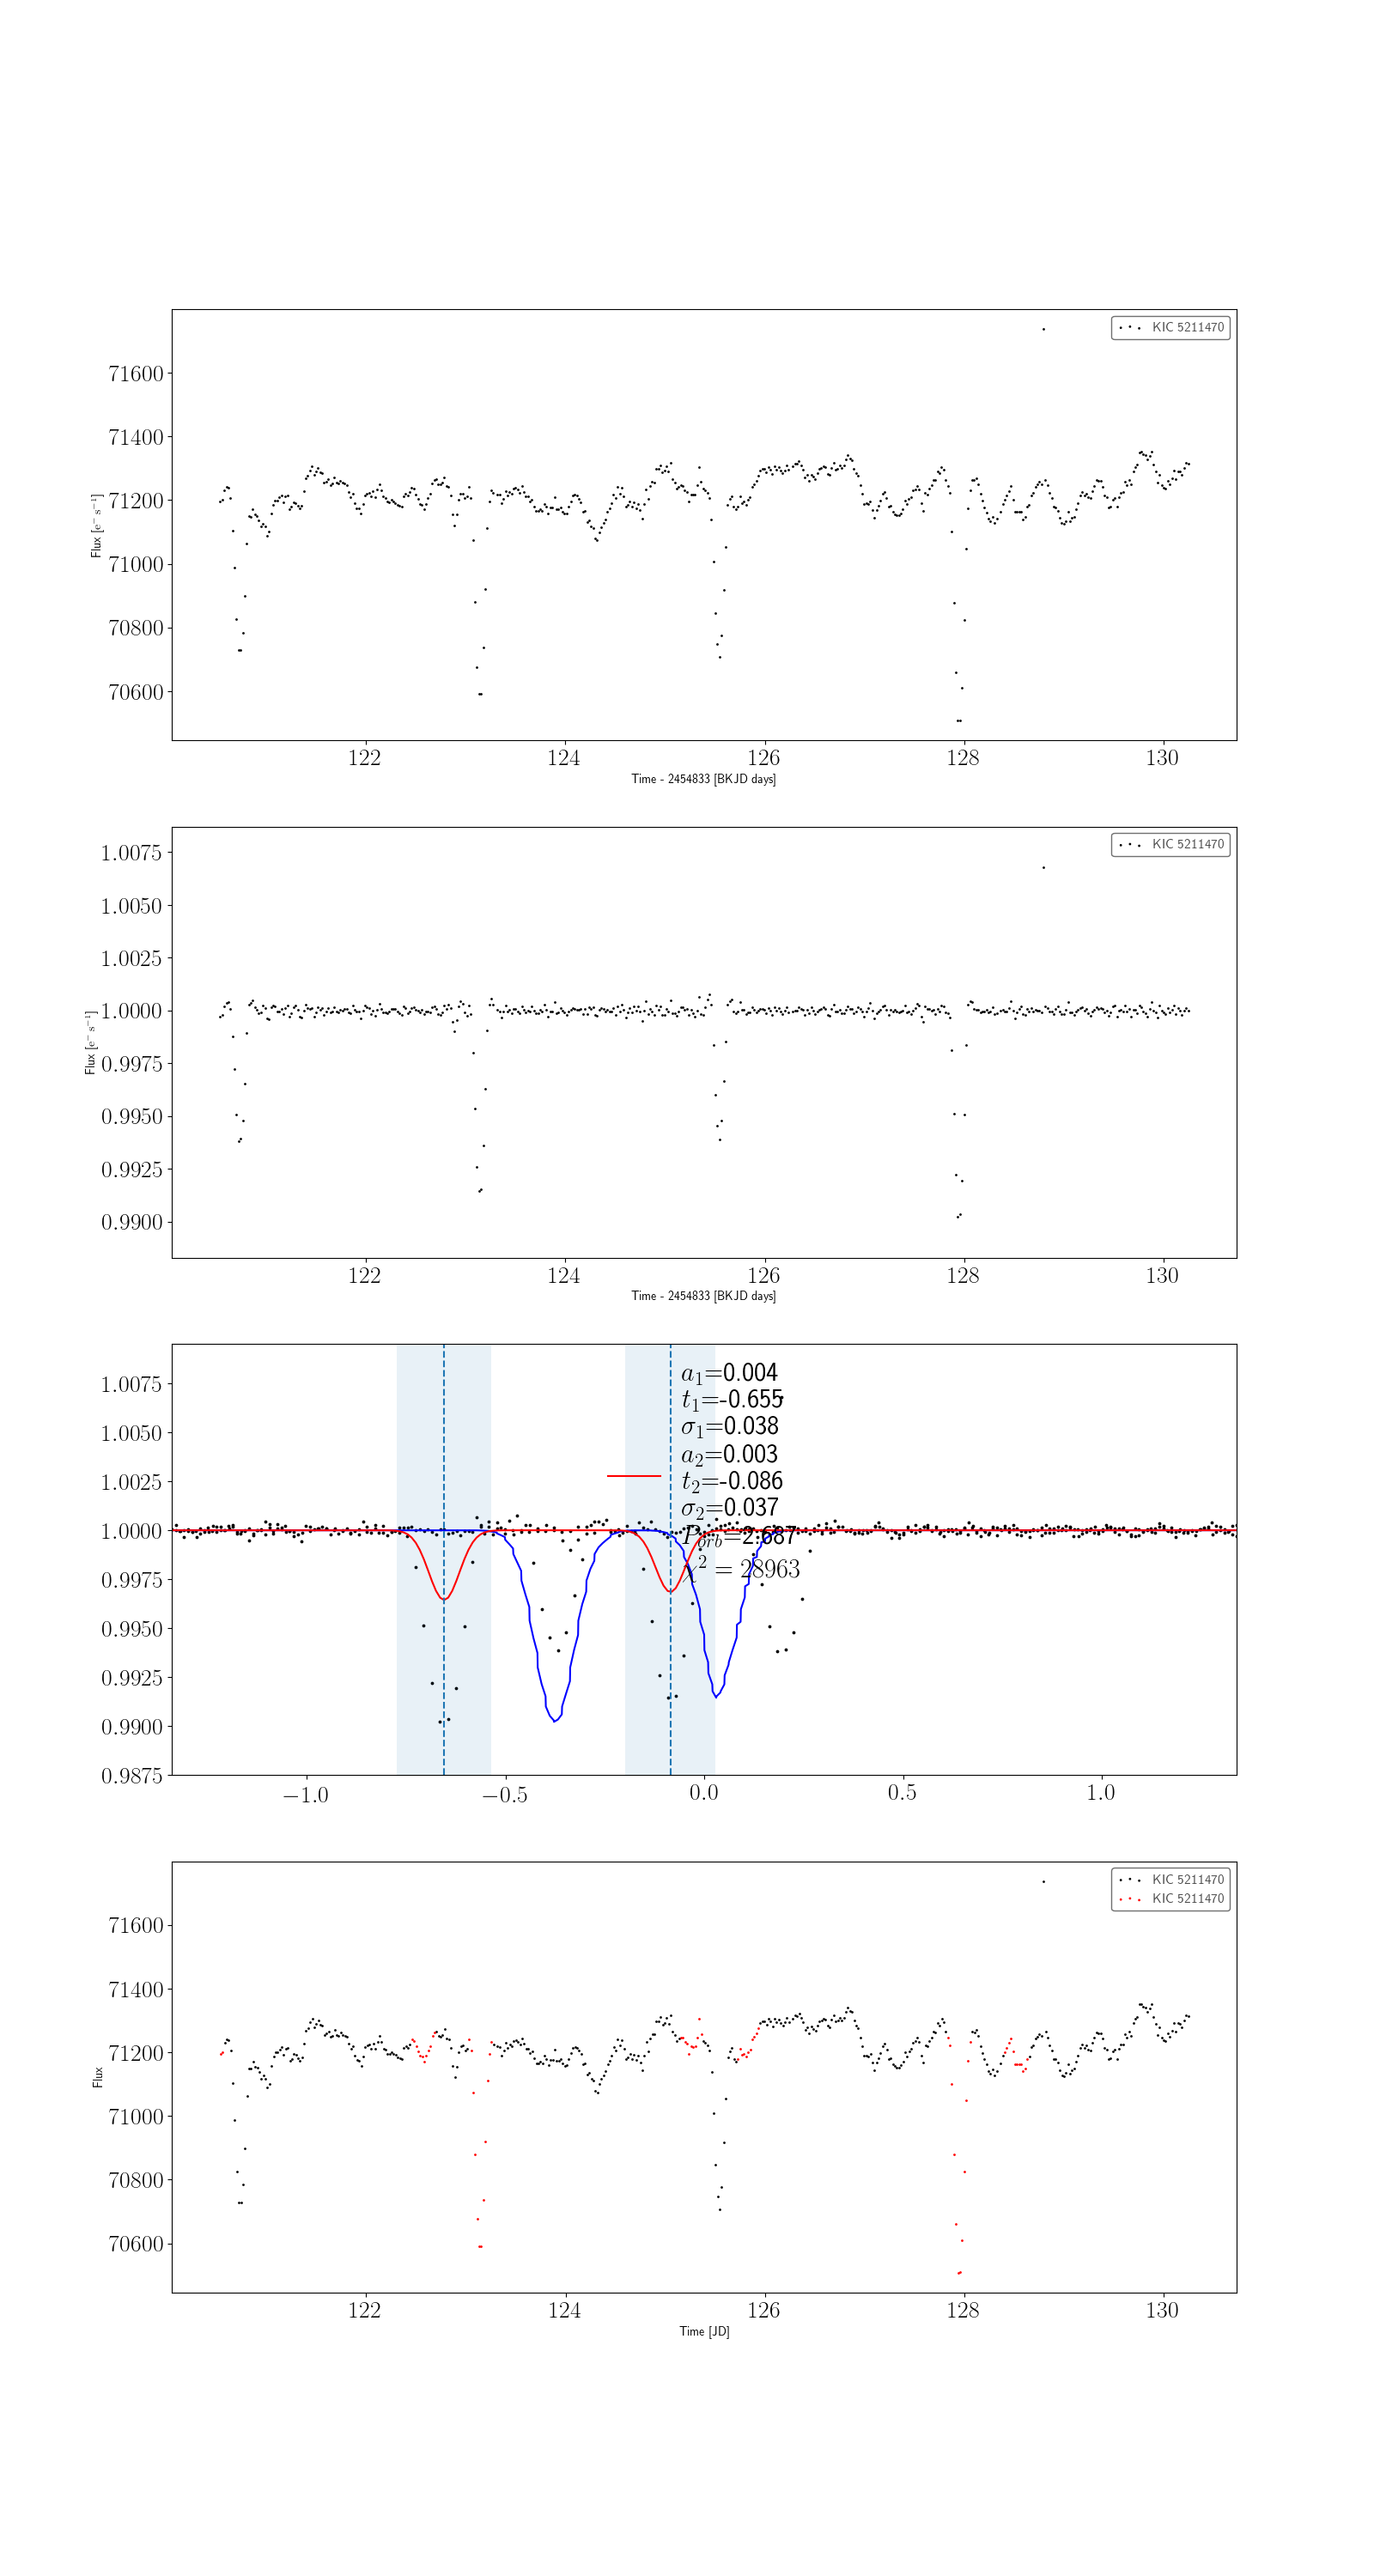 KIC 5211470
71600
71400
71200
71000
70800
70600
Flux [e⁻ s⁻¹]
122 124 126 128 130
Time - 2454833 [BKJD days]
KIC 5211470
1.0075
1.0050
1.0025
1.0000
0.9975
0.9950
0.9925
0.9900
Flux [e⁻ s⁻¹]
122 124 126 128 130
Time - 2454833 [BKJD days]
1.0075
1.0050
1.0025
1.0000
0.9975
0.9950
0.9925
0.9900
0.9875
a₁=0.004
t₁=-0.655
σ₁=0.038
a₂=0.003
t₂=-0.086
σ₂=0.037
P_orb=2.687
χ² = 28963
−1.0 −0.5 0.0 0.5 1.0
KIC 5211470
KIC 5211470
71600
71400
71200
71000
70800
70600
Flux
122 124 126 128 130
Time [JD]